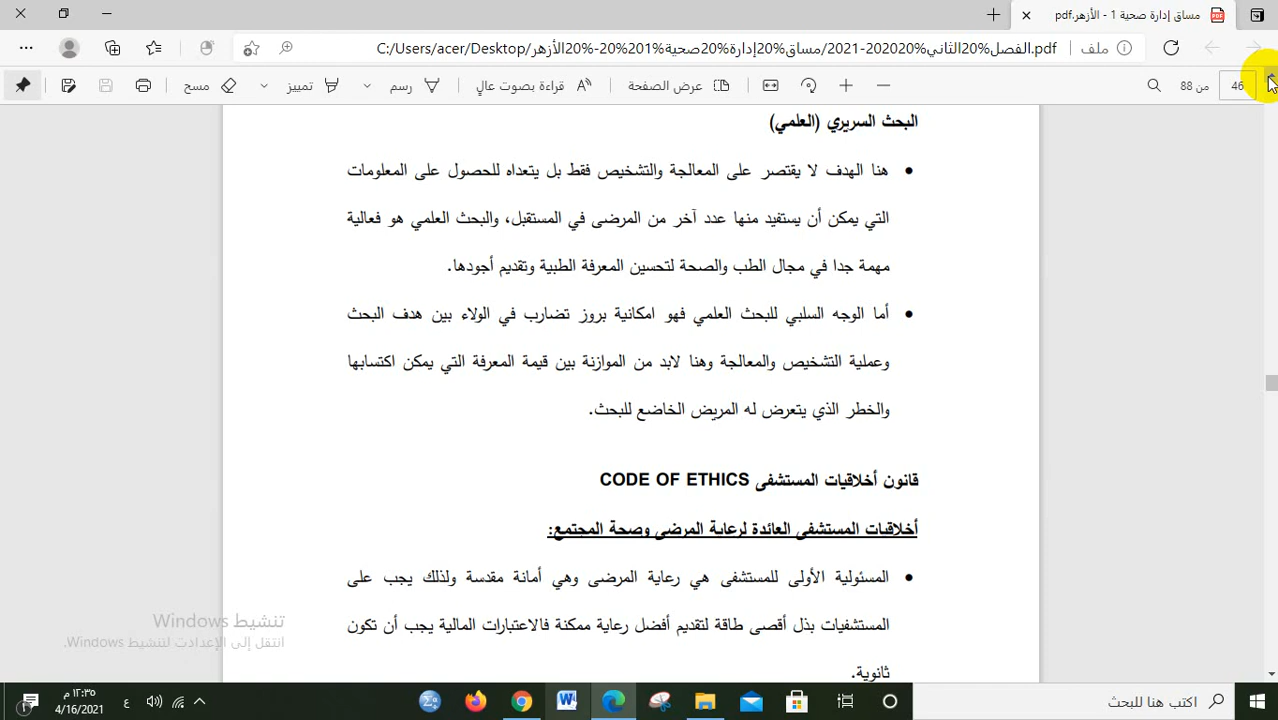 مساق إدارة صحية 1 - الأزهر.pdf
ملف
C:/Users/acer/Desktop/الفصل%20الثاني%202020-2021/مساق%20إدارة%20صحية%201%20-%20الأزهر.pdf
46
من 88
عرض الصفحة
قراءة بصوت عالٍ
رسم
تمييز
مسح
البحث السريري (العلمي)
• هنا الهدف لا يقتصر على المعالجة والتشخيص فقط بل يتعداه للحصول على المعلومات
التي يمكن أن يستفيد منها عدد آخر من المرضى في المستقبل، والبحث العلمي هو فعالية
مهمة جدا في مجال الطب والصحة لتحسين المعرفة الطبية وتقديم أجودها.
• أما الوجه السلبي للبحث العلمي فهو امكانية بروز تضارب في الولاء بين هدف البحث
وعملية التشخيص والمعالجة وهنا لابد من الموازنة بين قيمة المعرفة التي يمكن اكتسابها
والخطر الذي يتعرض له المريض الخاضع للبحث.
قانون أخلاقيات المستشفى CODE OF ETHICS
أخلاقيات المستشفى العائدة لرعاية المرضى وصحة المجتمع:
• المسئولية الأولى للمستشفى هي رعاية المرضى وهي أمانة مقدسة ولذلك يجب على
المستشفيات بذل أقصى طاقة لتقديم أفضل رعاية ممكنة فالاعتبارات المالية يجب أن تكون
ثانوية.
تنشيط Windows
انتقل إلى الإعدادت لتنشيط Windows.
اكتب هنا للبحث
ع
١٢:٣٥ م
4/16/2021